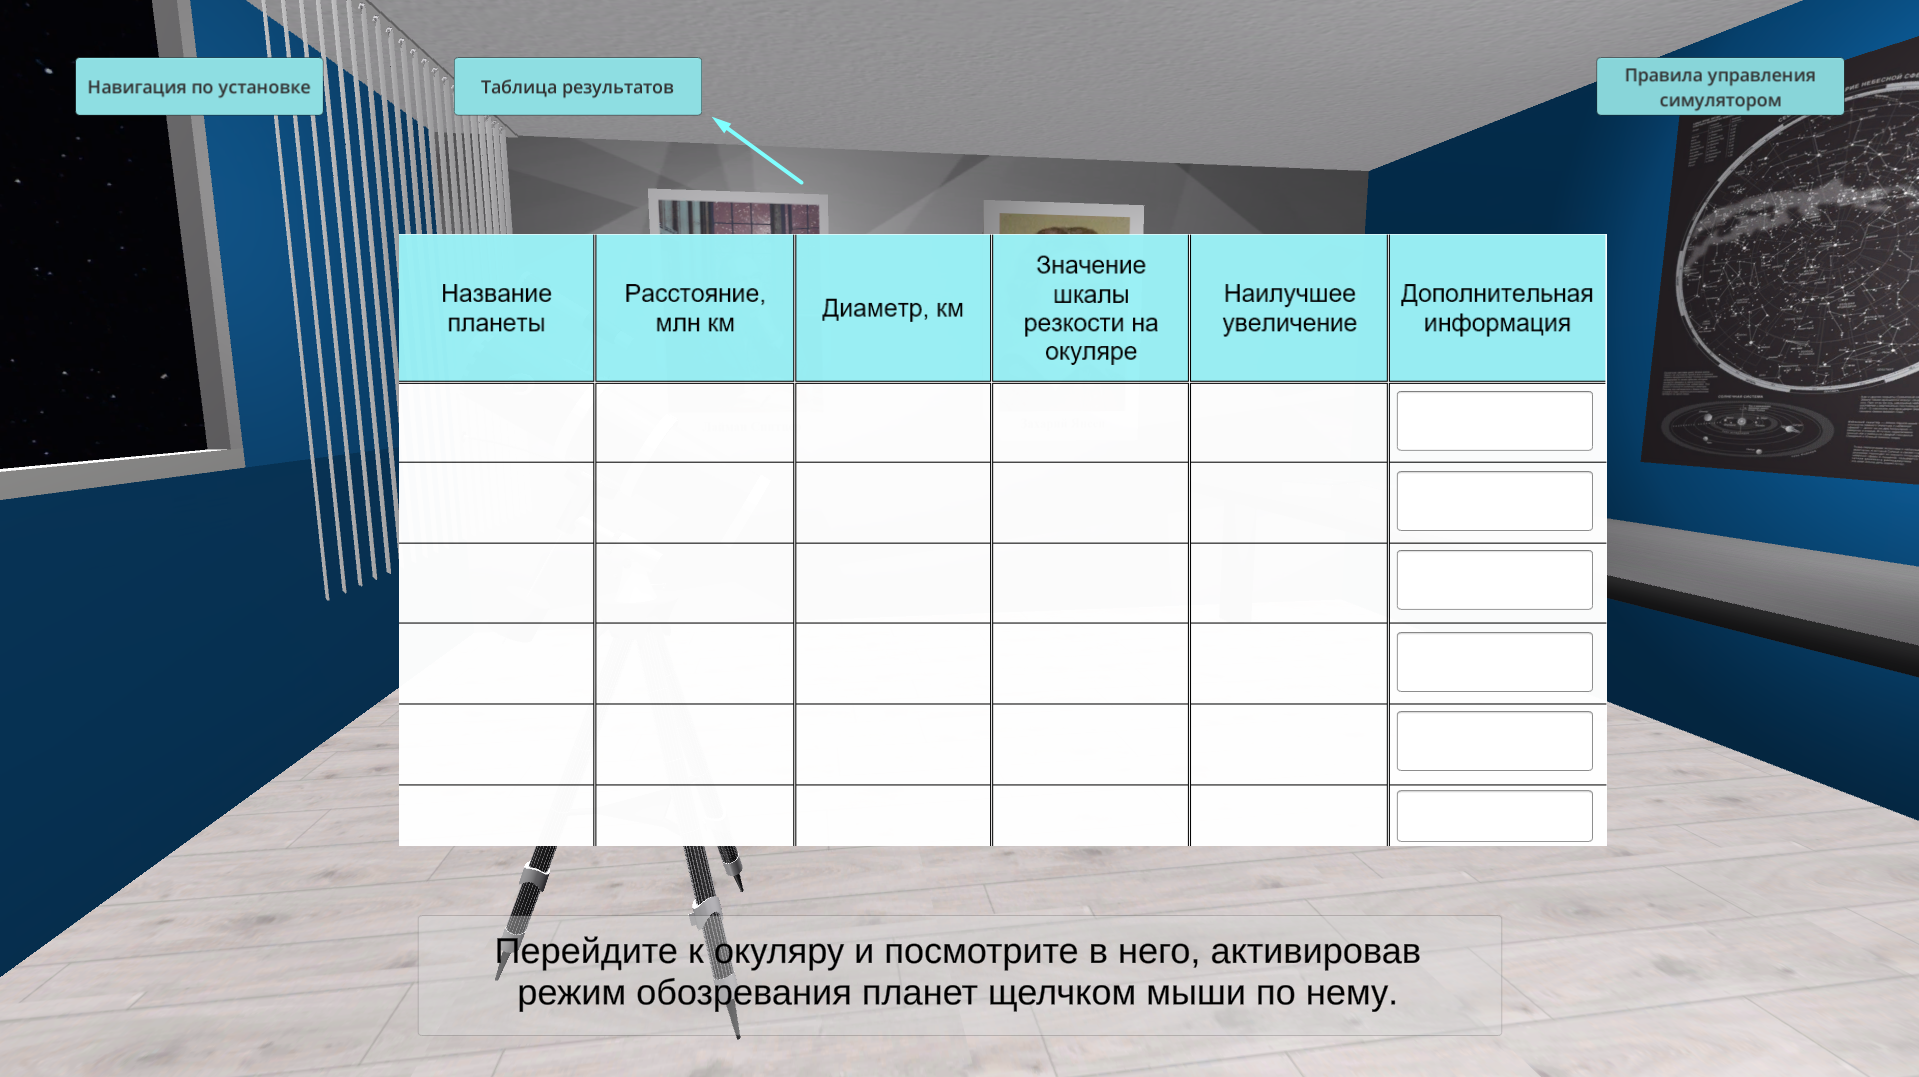 Навигация по установке
Таблица результатов
Правила управления
симулятором
Название
планеты
Расстояние,
млн км
Диаметр, км
Значение
шкалы
резкости на
окуляре
Наилучшее
увеличение
Дополнительная
информация
Перейдите к окуляру и посмотрите в него, активировав
режим обозревания планет щелчком мыши по нему.